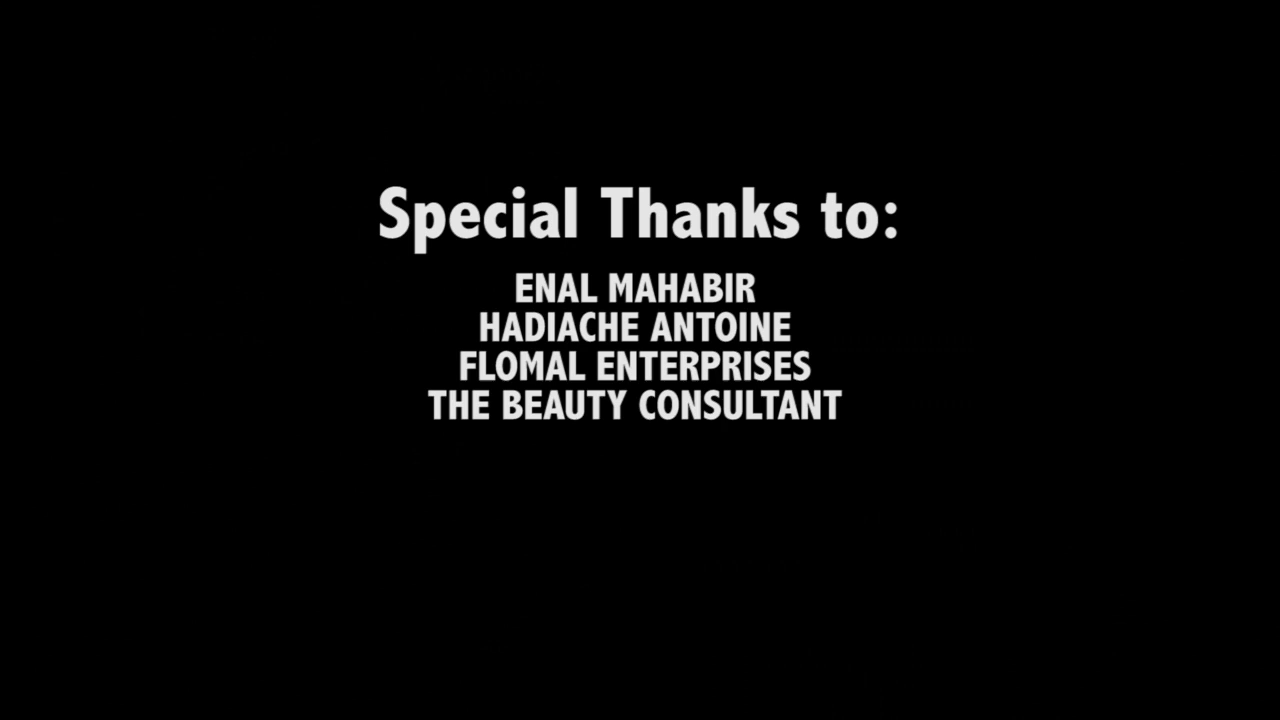 Special Thanks to:
ENAL MAHABIR
HADIACHE ANTOINE
FLOMAL ENTERPRISES
THE BEAUTY CONSULTANT